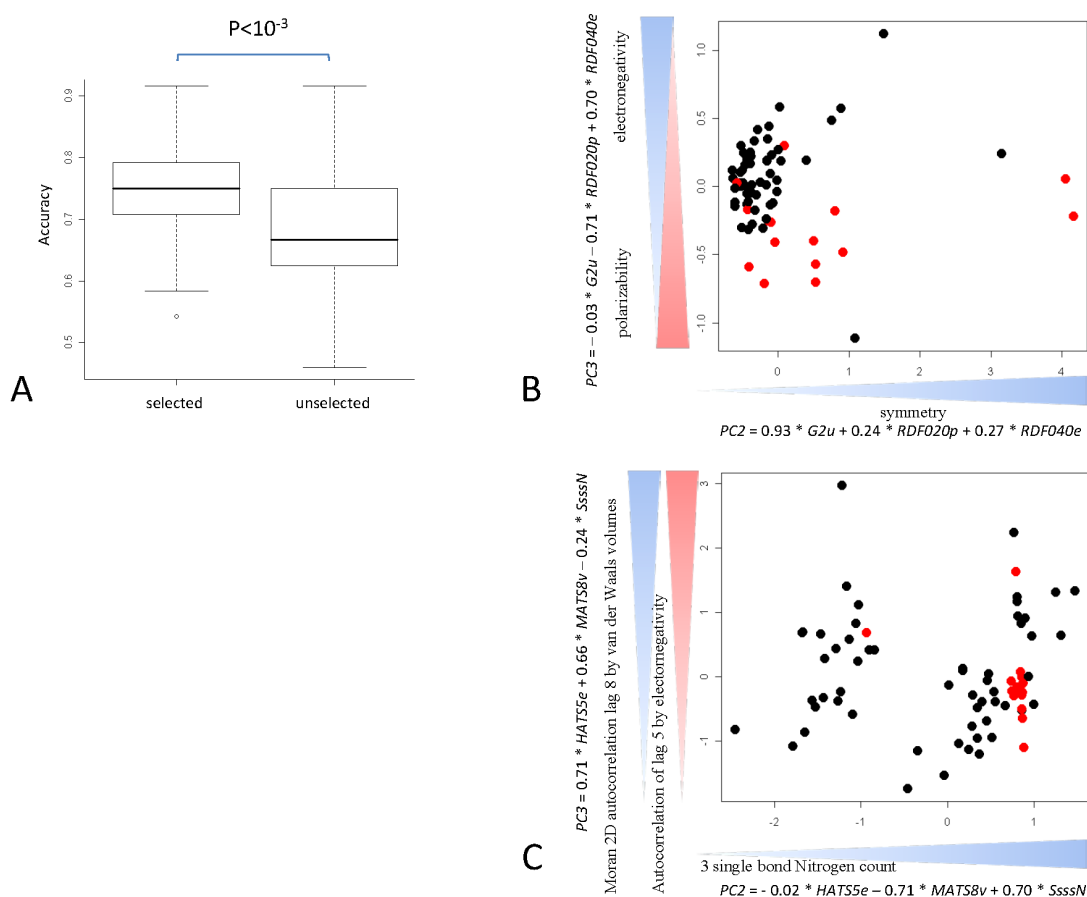 P<10-3
Accuracy
0.9
0.8
0.7
0.6
0.5
selected
unselected
A
PC3 = − 0.03 * G2u − 0.71 * RDF020p + 0.70 * RDF040e
polarizability
electronegativity
1.0
0.5
0.0
-0.5
-1.0
0
1
2
3
4
symmetry
PC2 = 0.93 * G2u + 0.24 * RDF020p + 0.27 * RDF040e
B
PC3 = 0.71 * HATS5e + 0.66 * MATS8v − 0.24 * SsssN
Moran 2D autocorrelation lag 8 by van der Waals volumes
Autocorrelation of lag 5 by electornegativity
3
2
1
0
-1
-2
-1
0
1
3 single bond Nitrogen count
PC2 = - 0.02 * HATS5e − 0.71 * MATS8v + 0.70 * SsssN
C